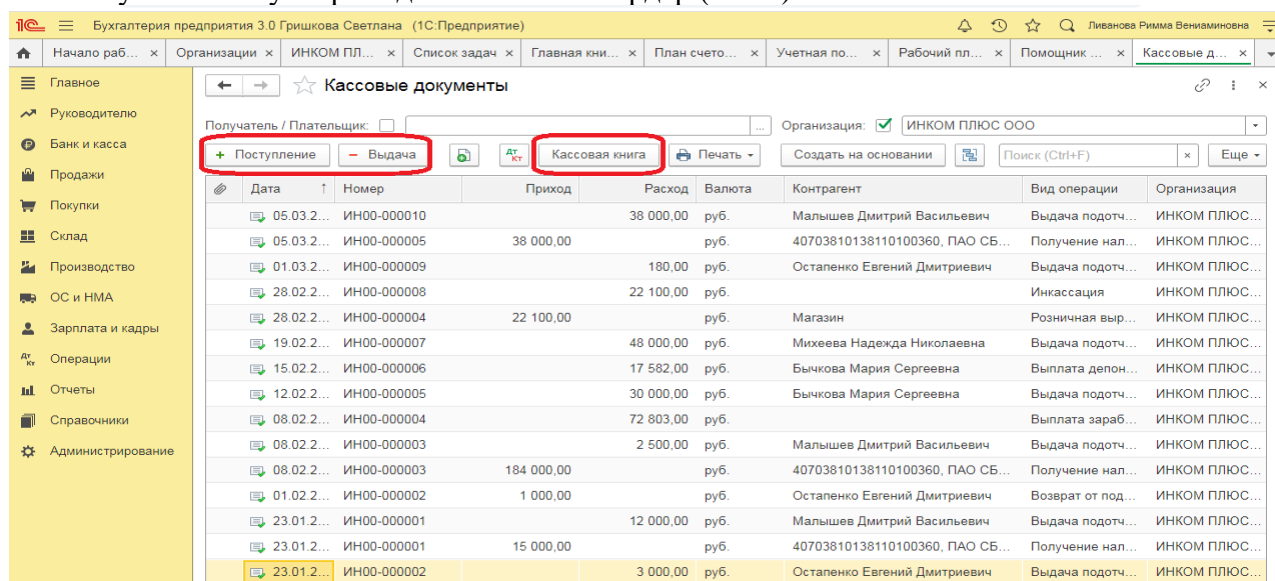 1С Бухгалтерия предприятия 3.0 Гришкова Светлана (1С:Предприятие) Ливанова Римма Вениаминовна
Начало раб... × Организации × ИНКОМ ПЛ... × Список задач × Главная кни... × План счето... × Учетная по... × Рабочий пл... × Помощник ... × Кассовые д... ×
Главное
Руководителю
Банк и касса
Продажи
Покупки
Склад
Производство
ОС и НМА
Зарплата и кадры
Дт Кт Операции
Отчеты
Справочники
Администрирование
Кассовые документы
Получатель / Плательщик: ... Организация: ИНКОМ ПЛЮС ООО
+ Поступление – Выдача Дт Кт Кассовая книга Печать Создать на основании Поиск (Ctrl+F) × Еще
Дата ↑ Номер Приход Расход Валюта Контрагент Вид операции Организация
05.03.2... ИН00-000010 38 000,00 руб. Малышев Дмитрий Васильевич Выдача подотч... ИНКОМ ПЛЮС...
05.03.2... ИН00-000005 38 000,00 руб. 40703810138110100360, ПАО СБ... Получение нал... ИНКОМ ПЛЮС...
01.03.2... ИН00-000009 180,00 руб. Остапенко Евгений Дмитриевич Выдача подотч... ИНКОМ ПЛЮС...
28.02.2... ИН00-000008 22 100,00 руб. Инкассация ИНКОМ ПЛЮС...
28.02.2... ИН00-000004 22 100,00 руб. Магазин Розничная выр... ИНКОМ ПЛЮС...
19.02.2... ИН00-000007 48 000,00 руб. Михеева Надежда Николаевна Выдача подотч... ИНКОМ ПЛЮС...
15.02.2... ИН00-000006 17 582,00 руб. Бычкова Мария Сергеевна Выплата депон... ИНКОМ ПЛЮС...
12.02.2... ИН00-000005 30 000,00 руб. Бычкова Мария Сергеевна Выдача подотч... ИНКОМ ПЛЮС...
08.02.2... ИН00-000004 72 803,00 руб. Выплата зараб... ИНКОМ ПЛЮС...
08.02.2... ИН00-000003 2 500,00 руб. Малышев Дмитрий Васильевич Выдача подотч... ИНКОМ ПЛЮС...
08.02.2... ИН00-000003 184 000,00 руб. 40703810138110100360, ПАО СБ... Получение нал... ИНКОМ ПЛЮС...
01.02.2... ИН00-000002 1 000,00 руб. Остапенко Евгений Дмитриевич Возврат от под... ИНКОМ ПЛЮС...
23.01.2... ИН00-000001 12 000,00 руб. Малышев Дмитрий Васильевич Выдача подотч... ИНКОМ ПЛЮС...
23.01.2... ИН00-000001 15 000,00 руб. 40703810138110100360, ПАО СБ... Получение нал... ИНКОМ ПЛЮС...
23.01.2... ИН00-000002 3 000,00 руб. Остапенко Евгений Дмитриевич Выдача подотч... ИНКОМ ПЛЮС...